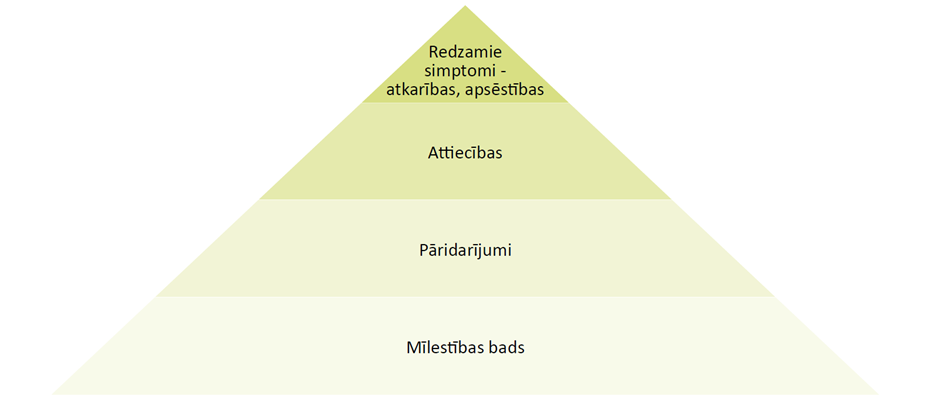 Redzamie
simptomi -
atkarības, apsēstības
Attiecības
Pāridarījumi
Mīlestības bads